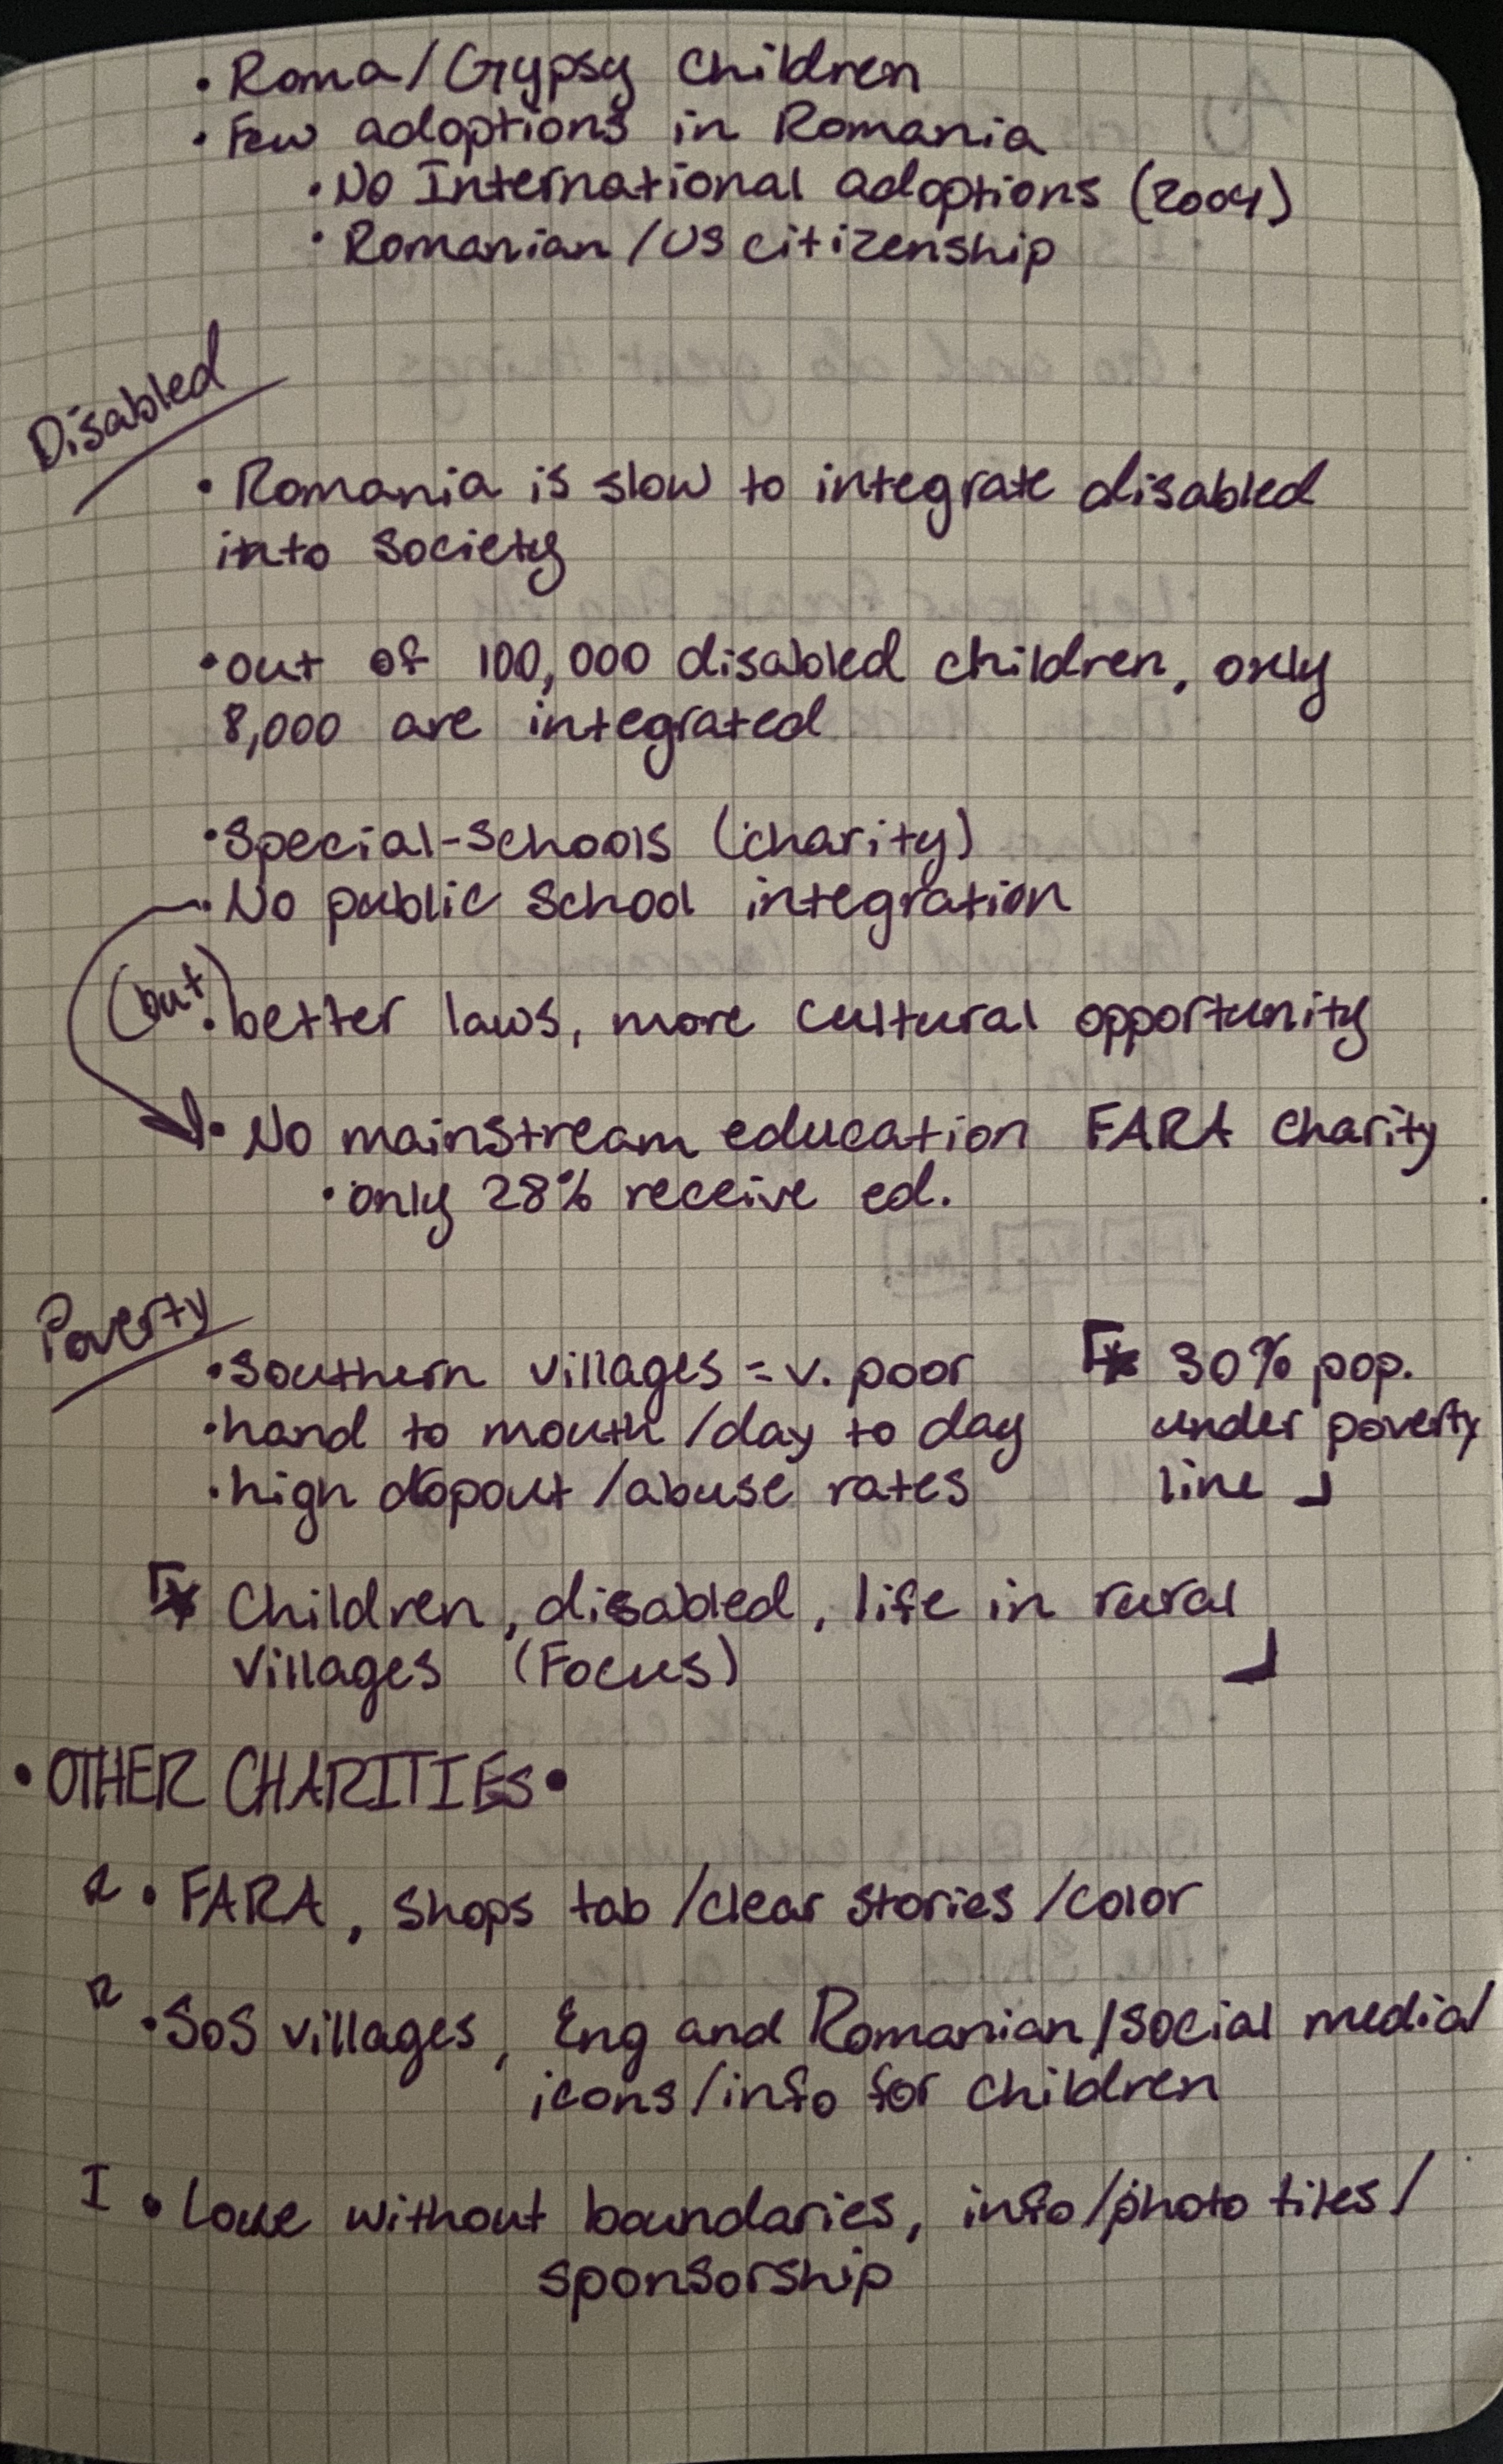 • Roma/Gypsy children
• Few adoptions in Romania
• No International adoptions (2004)
• Romanian/US citizenship
Disabled
• Romania is slow to integrate disabled
into society
• out of 100,000 disabled children, only
8,000 are integrated
• Special-schools (charity)
• No public school integration
(but)
• better laws, more cultural opportunity
• No mainstream education FARA charity
• only 28% receive ed.
Poverty
• Southern villages = v. poor
• hand to mouth/day to day
• high dropout/abuse rates
* 30% pop.
under poverty
line
* Children, disabled, life in rural
villages (Focus)
• OTHER CHARITIES •
R • FARA, shops tab/clear stories/color
R • SOS villages, Eng and Romanian/social media/
icons/info for children
I • Love without boundaries, info/photo tiles/
sponsorship